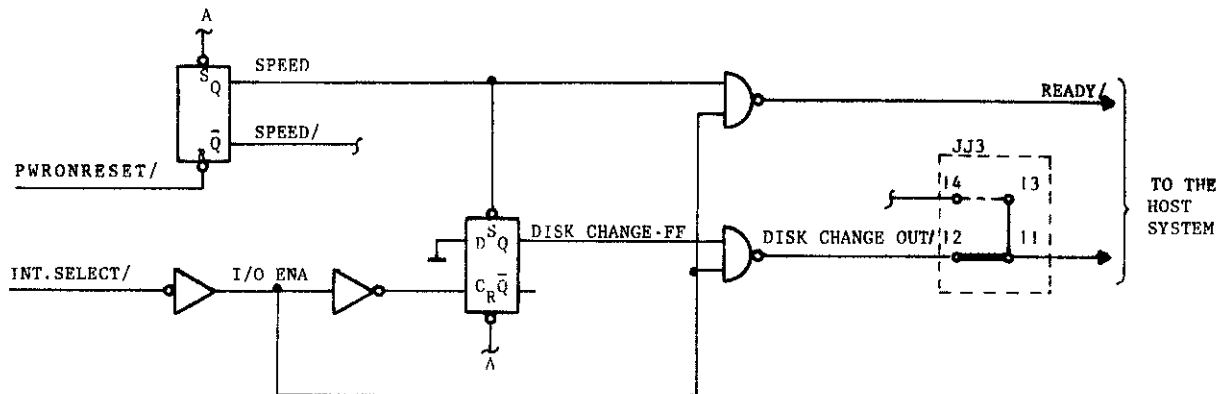 A
S
Q
SPEED
Q̄
SPEED/
R
PWRONRESET/
READY/
JJ3
14
13
TO THE
HOST
SYSTEM
D
S
Q
DISK CHANGE-FF
DISK CHANGE OUT/
12
11
INT.SELECT/
I/O ENA
C
R
Q̄
A